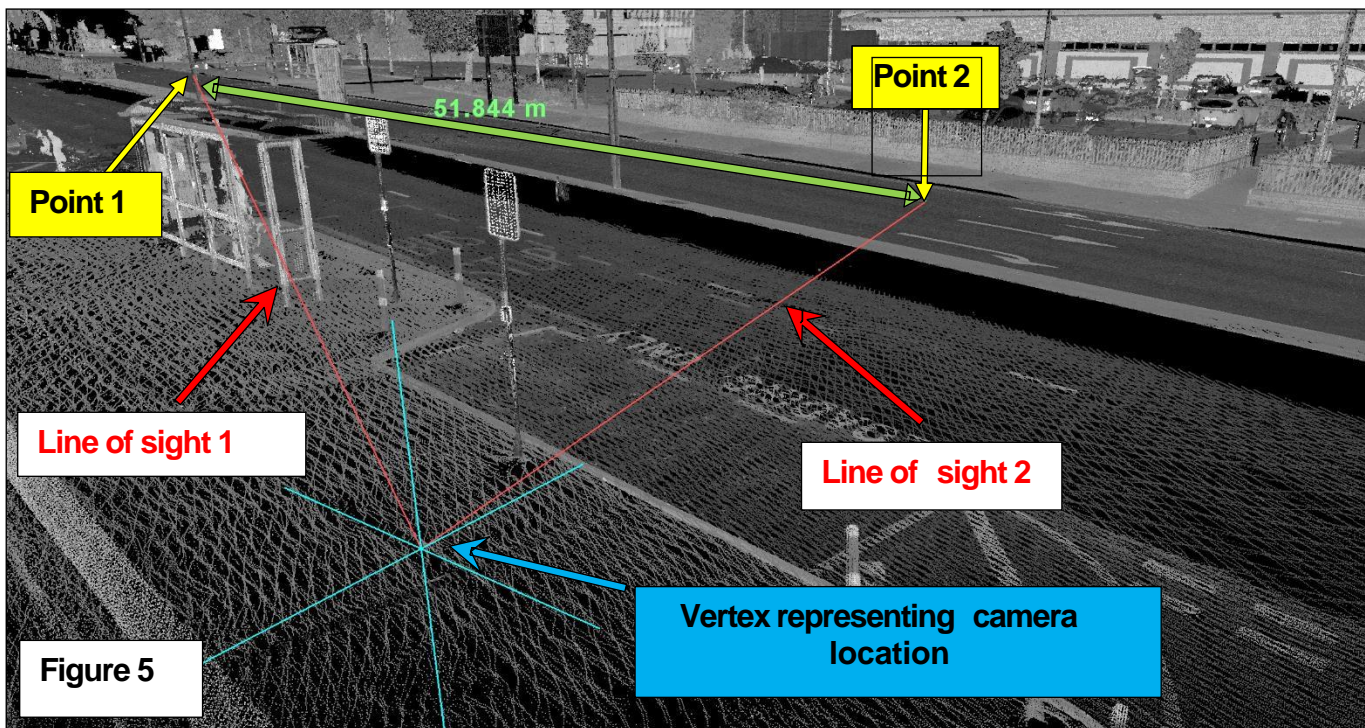 Point 2
51.844 m
Point 1
Line of sight 1
Line of sight 2
Vertex representing camera
location
Figure 5